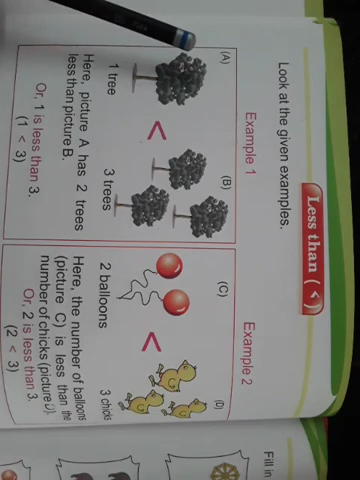 Less than (<)
Look at the given examples.
Example 1
(A)
(B)
<
1 tree
3 trees
Here, picture A has 2 trees
less than picture B.
Or, 1 is less than 3.
(1 < 3)
Example 2
(C)
(D)
<
2 balloons
3 chicks
Here, the number of balloons
(picture C) is less than the
number of chicks (picture D).
Or, 2 is less than 3.
(2 < 3)
Fill in